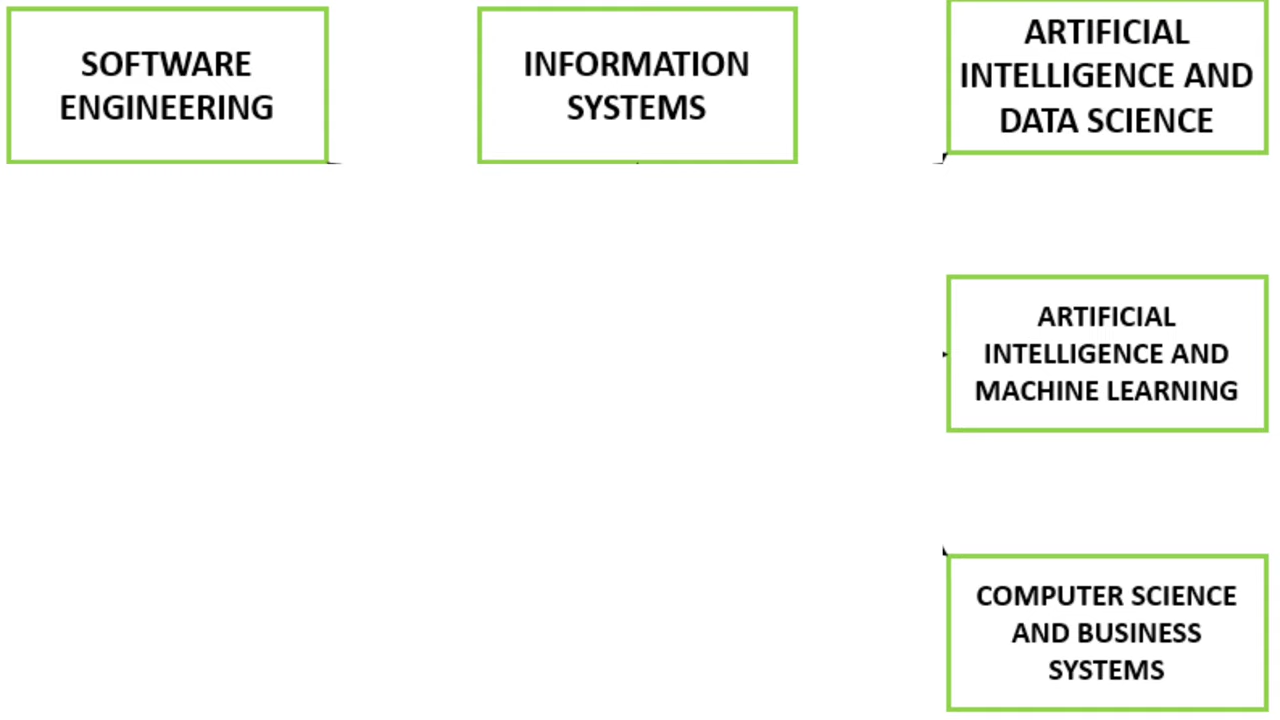 SOFTWARE
ENGINEERING
INFORMATION
SYSTEMS
ARTIFICIAL
INTELLIGENCE AND
DATA SCIENCE
ARTIFICIAL
INTELLIGENCE AND
MACHINE LEARNING
COMPUTER SCIENCE
AND BUSINESS
SYSTEMS